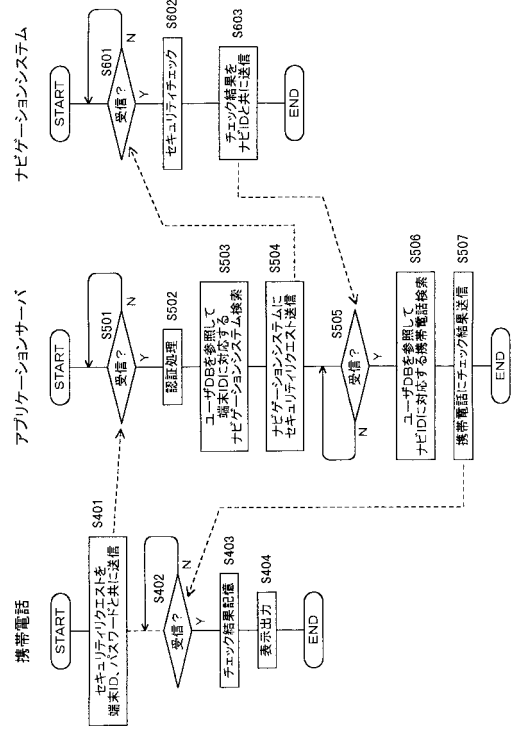 携帯電話
START
セキュリティリクエストを
端末ID、パスワードと共に送信
S401
受信？
S402
N
Y
チェック結果記憶
S403
表示出力
S404
END
アプリケーションサーバ
START
受信？
S501
N
Y
認証処理
S502
ユーザDBを参照して
端末IDに対応する
ナビゲーションシステム検索
S503
ナビゲーションシステムに
セキュリティリクエスト送信
S504
受信？
S505
N
Y
ユーザDBを参照して
ナビIDに対応する携帯電話検索
S506
携帯電話にチェック結果送信
S507
END
ナビゲーションシステム
START
受信？
S601
N
Y
セキュリティチェック
S602
チェック結果を
ナビIDと共に送信
S603
END